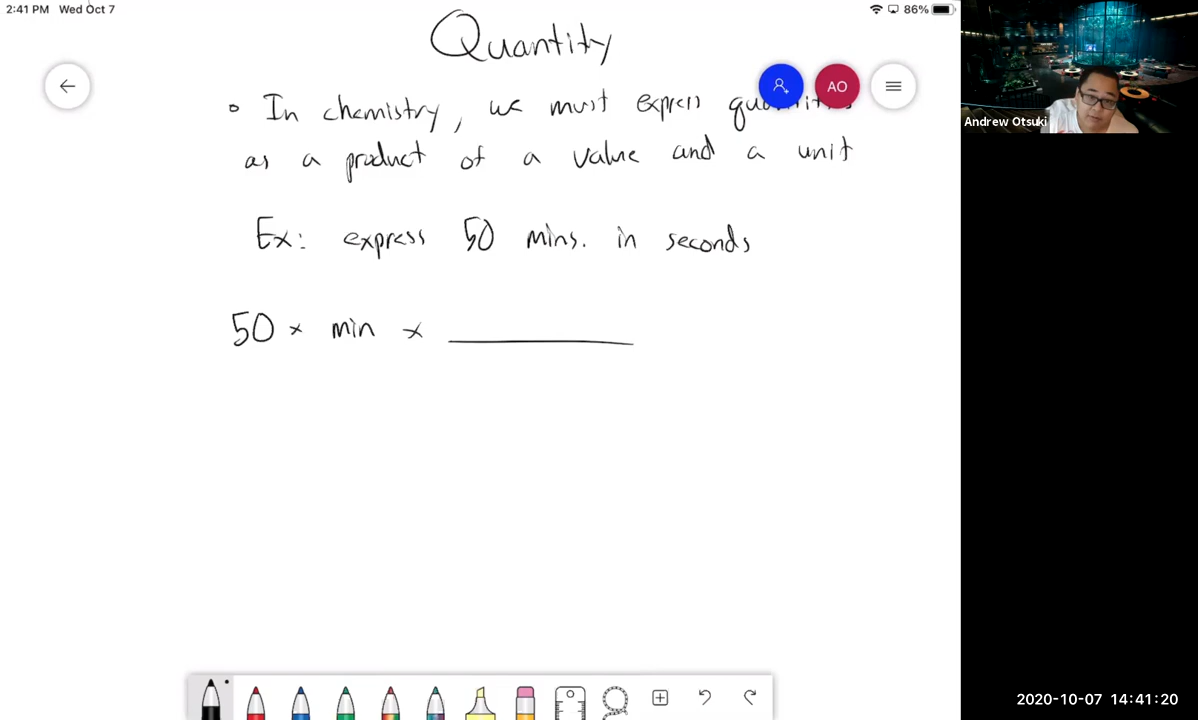 2:41 PM Wed Oct 7
86%
Quantity
AO
Andrew Otsuki
In chemistry, we must express
as a product of a value and a unit
Ex: express 50 mins. in seconds
50 × min ×
2020-10-07 14:41:20